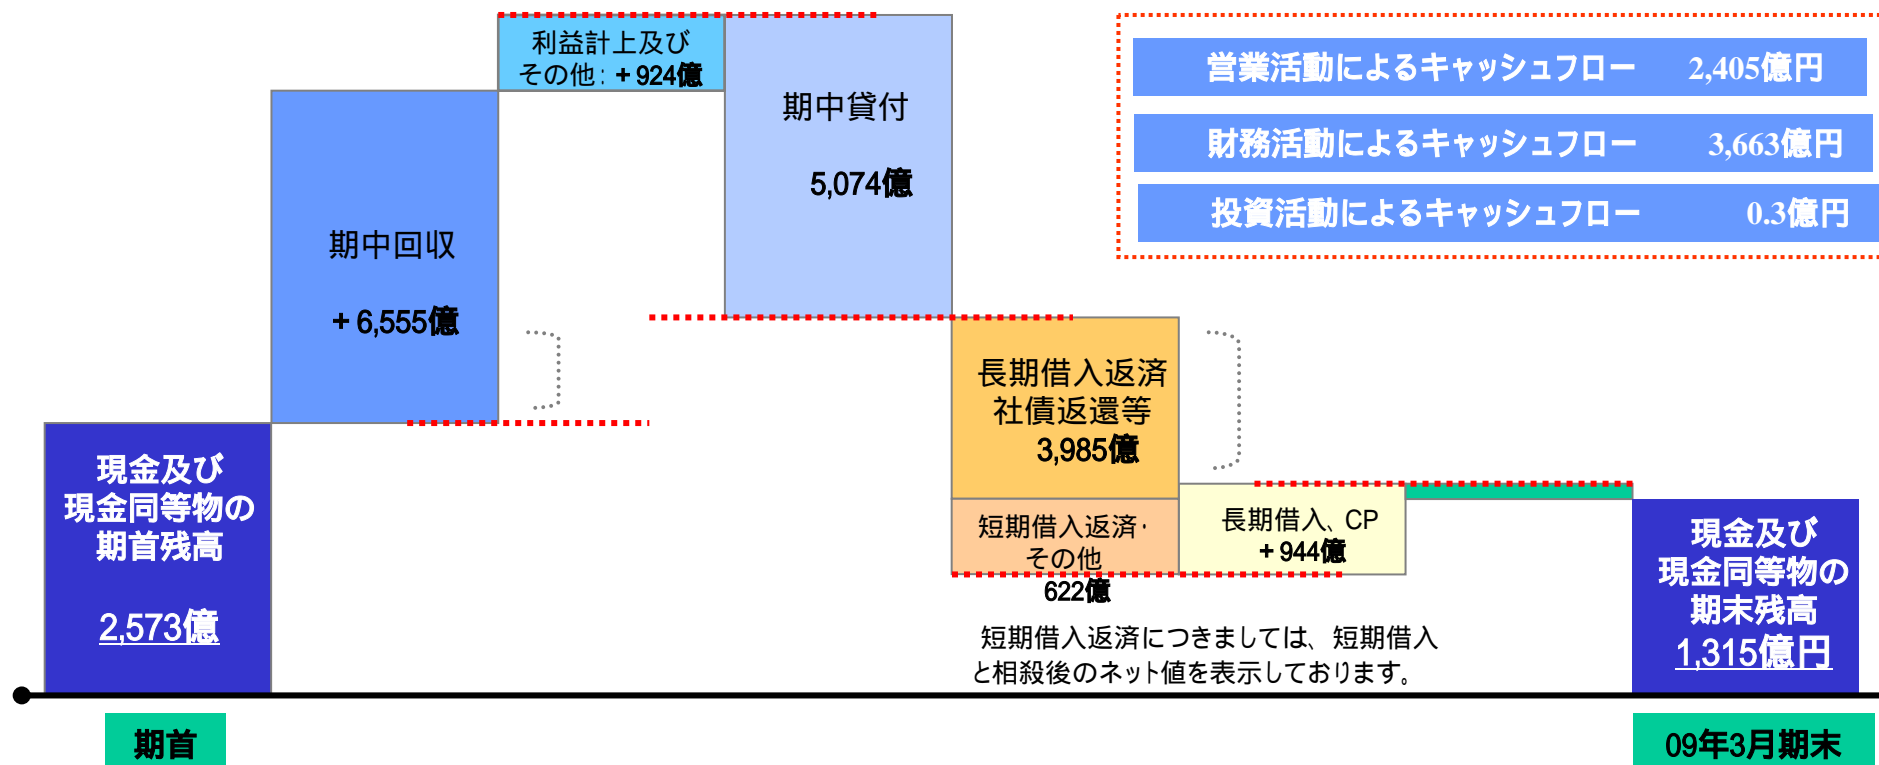 利益計上及び
その他：+924億
期中貸付
5,074億
営業活動によるキャッシュフロー 2,405億円
財務活動によるキャッシュフロー 3,663億円
投資活動によるキャッシュフロー 0.3億円
期中回収
+6,555億
長期借入返済
社債返還等
3,985億
現金及び
現金同等物の
期首残高
2,573億
短期借入返済・
その他
622億
長期借入、CP
+944億
現金及び
現金同等物の
期末残高
1,315億円
短期借入返済につきましては、短期借入
と相殺後のネット値を表示しております。
期首
09年3月期末